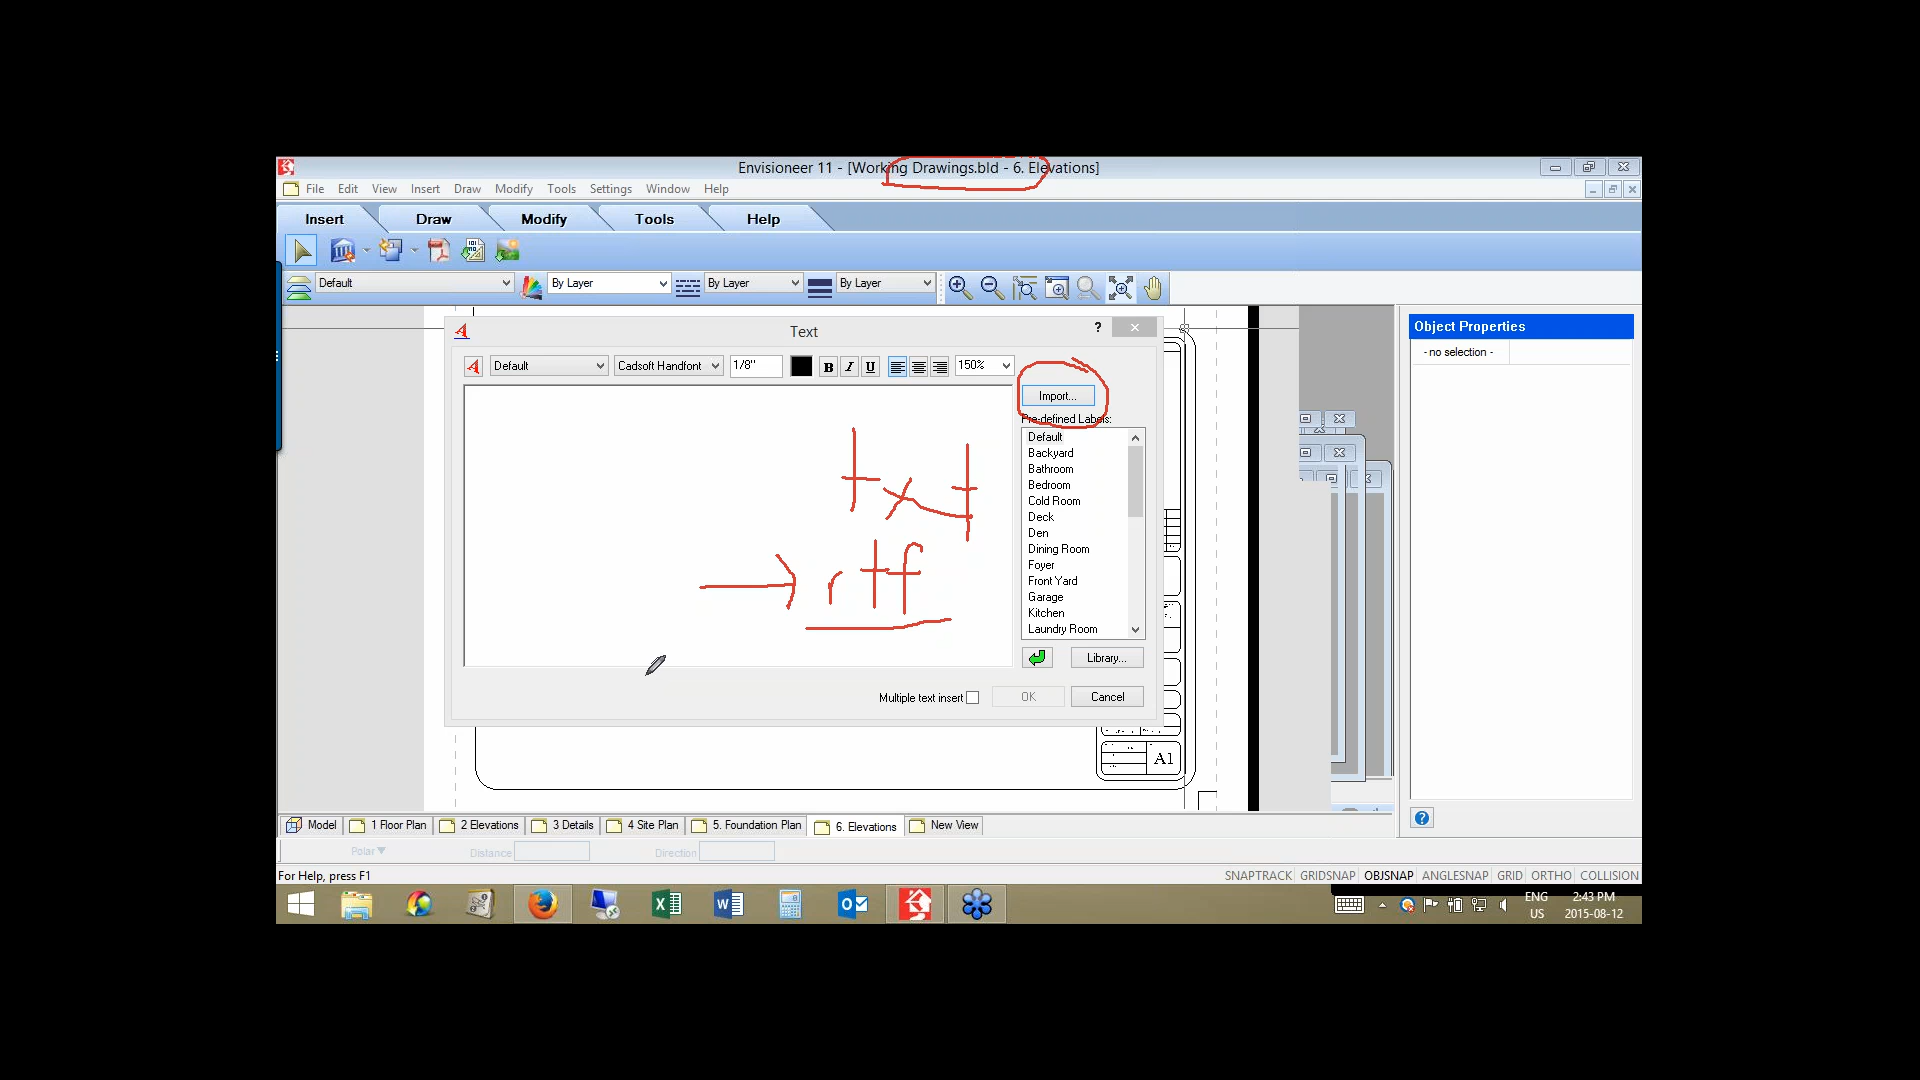 Envisioneer 11 - [Working Drawings.bld - 6. Elevations]
File Edit View Insert Draw Modify Tools Settings Window Help
Insert Draw Modify Tools Help
Default By Layer By Layer By Layer
Text ?
Default Cadsoft Handfont 1/8" B I U 150%
Import...
Pre-defined Labels:
Default
Backyard
Bathroom
Bedroom
Cold Room
Deck
Den
Dining Room
Foyer
Front Yard
Garage
Kitchen
Laundry Room
txt
rtf
Library...
Multiple text insert OK Cancel
Object Properties
- no selection -
A1
Model 1 Floor Plan 2 Elevations 3 Details 4 Site Plan 5. Foundation Plan 6. Elevations New View
Polar Distance Direction
For Help, press F1 SNAPTRACK GRIDSNAP OBJSNAP ANGLESNAP GRID ORTHO COLLISION
ENG 2:43 PM
US 2015-08-12